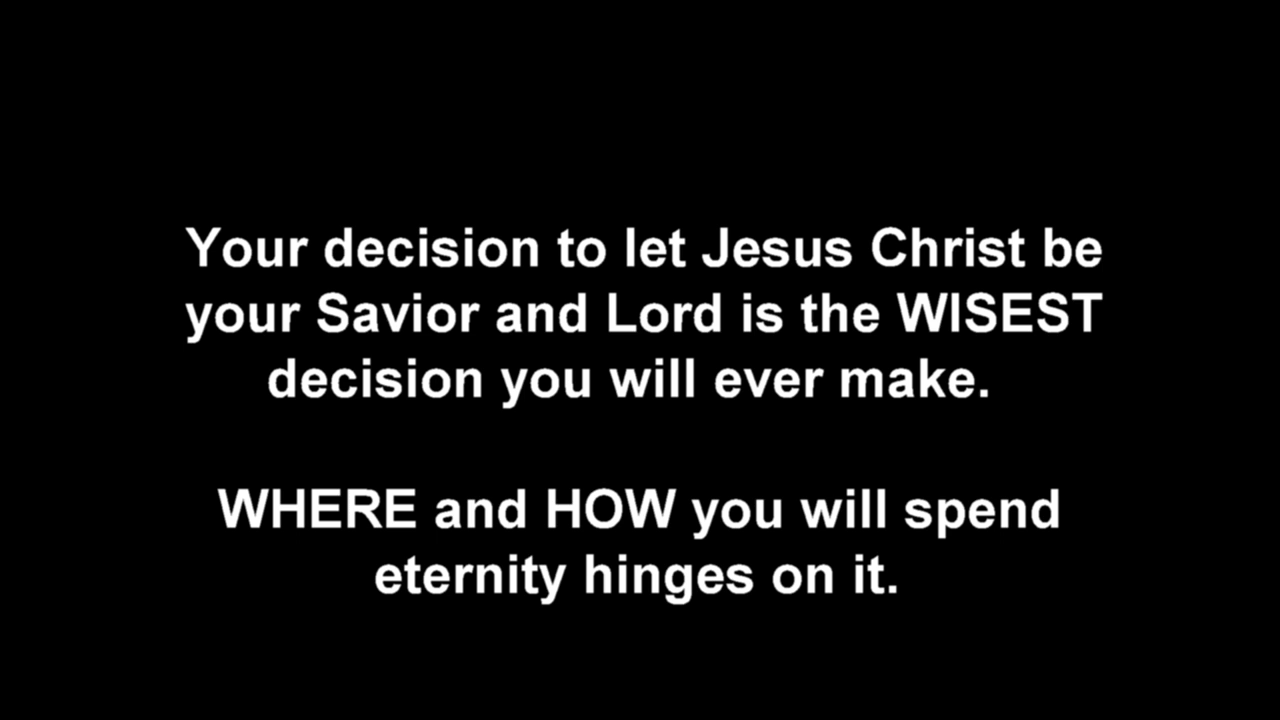 Your decision to let Jesus Christ be
your Savior and Lord is the WISEST
decision you will ever make.
WHERE and HOW you will spend
eternity hinges on it.